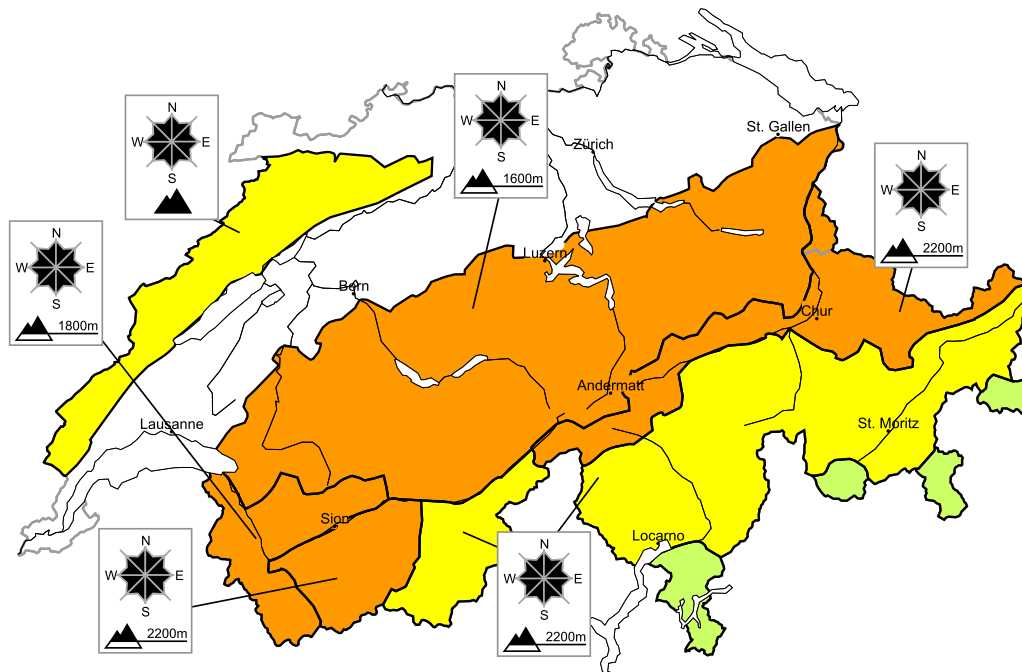 N
W E
S
1600m
N
W E
S
St. Gallen
Zürich
N
W E
S
2200m
N
W E
S
1800m
Luzern
Bern
Chur
Andermatt
Lausanne
St. Moritz
Sion
Locarno
N
W E
S
2200m
N
W E
S
2200m